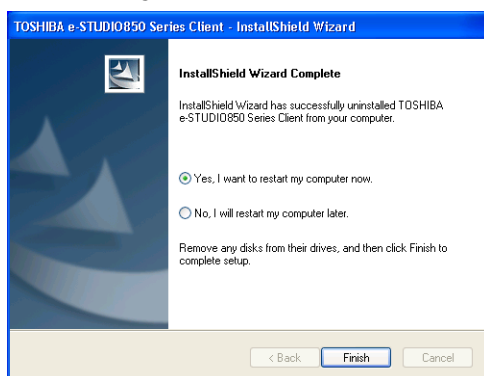 TOSHIBA e-STUDIO850 Series Client - InstallShield Wizard
InstallShield Wizard Complete
InstallShield Wizard has successfully uninstalled TOSHIBA
e-STUDIO850 Series Client from your computer.
Yes, I want to restart my computer now.
No, I will restart my computer later.
Remove any disks from their drives, and then click Finish to
complete setup.
< Back Finish Cancel